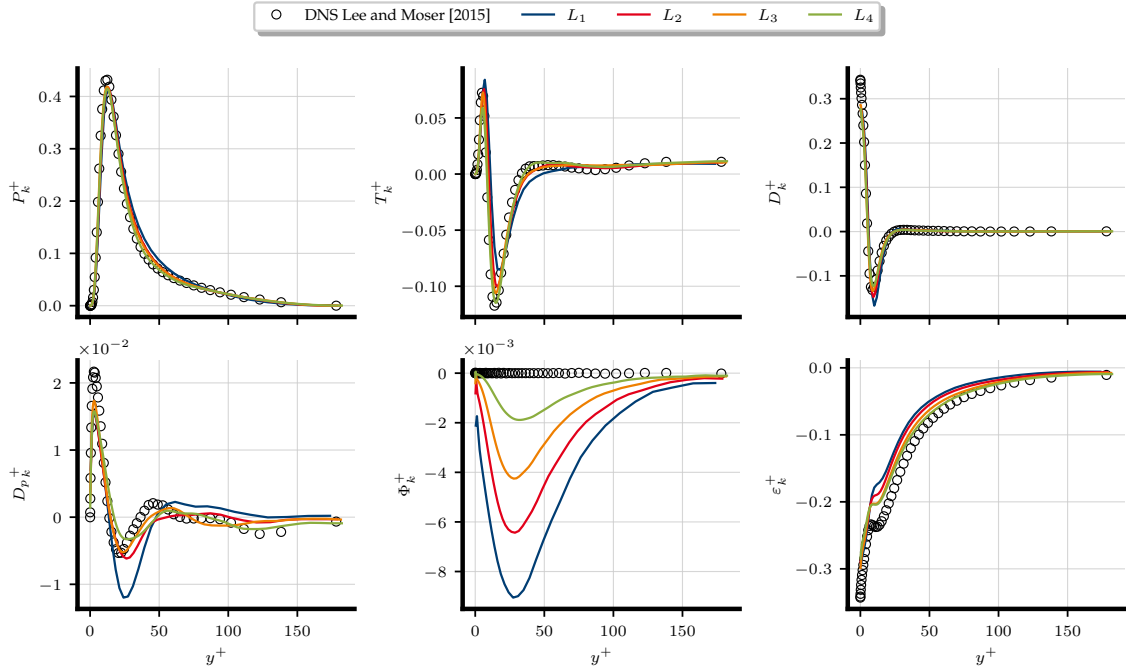 DNS Lee and Moser [2015] L₁ L₂ L₃ L₄
0.4
0.3
0.2
0.1
0.0
P⁺ₖ
0.05
0.00
−0.05
−0.10
T⁺ₖ
0.3
0.2
0.1
0.0
−0.1
D⁺ₖ
×10⁻²
2
1
0
−1
D⁺ₚₖ
0 50 100 150
y⁺
×10⁻³
0
−2
−4
−6
−8
Φ⁺ₖ
0 50 100 150
y⁺
0.0
−0.1
−0.2
−0.3
ε⁺ₖ
0 50 100 150
y⁺